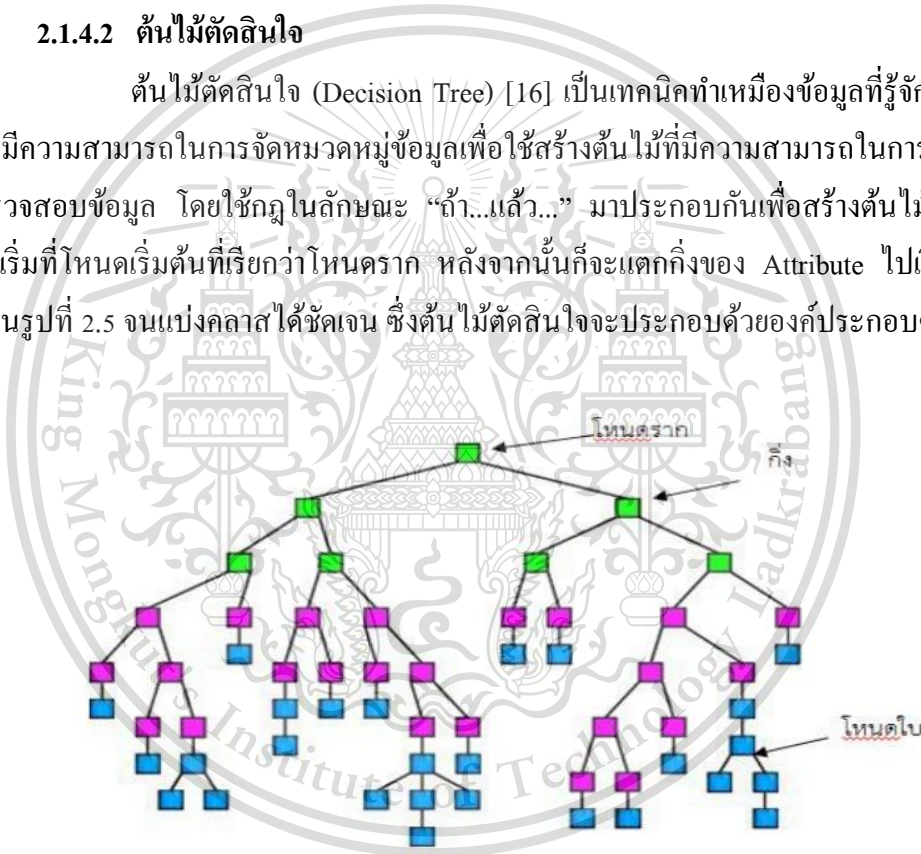 2.1.4.2 ต้นไม้ตัดสินใจ
ต้นไม้ตัดสินใจ (Decision Tree) [16] เป็นเทคนิคทำเหมืองข้อมูลที่รู้จัก
มีความสามารถในการจัดหมวดหมู่ข้อมูลเพื่อใช้สร้างต้นไม้ที่มีความสามารถในการ
วจสอบข้อมูล โดยใช้กฎในลักษณะ “ถ้า...แล้ว...” มาประกอบกันเพื่อสร้างต้นไม้
เริ่มที่โหนดเริ่มต้นที่เรียกว่าโหนดราก หลังจากนั้นก็จะแตกกิ่งของ Attribute ไป
นรูปที่ 2.5 จนแบ่งคลาสได้ชัดเจน ซึ่งต้นไม้ตัดสินใจจะประกอบด้วยองค์ประกอบ
โหนดราก
กิ่ง
โหนดใบ
King Mongkut's Institute of Technology Ladkrabang